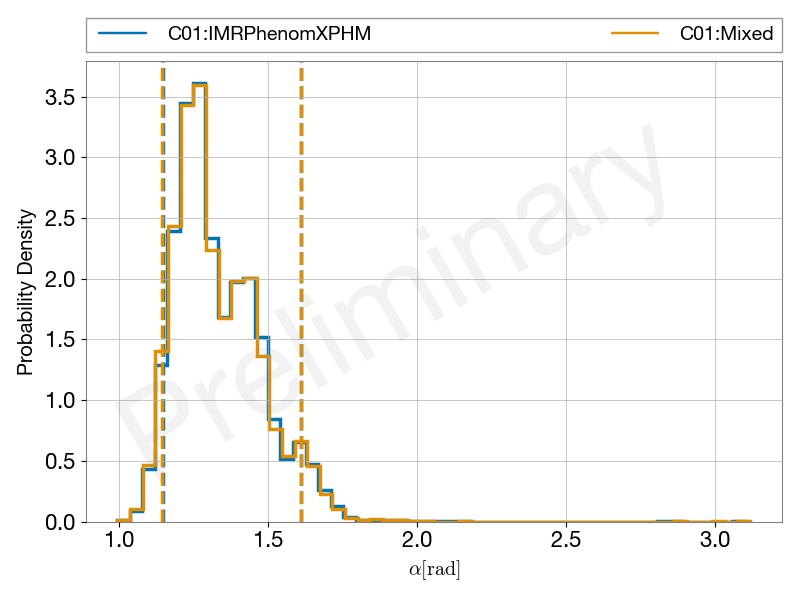 C01:IMRPhenomXPHM C01:Mixed
3.5
3.0
2.5
2.0
1.5
1.0
0.5
0.0
Probability Density
Preliminary
1.0 1.5 2.0 2.5 3.0
α[rad]